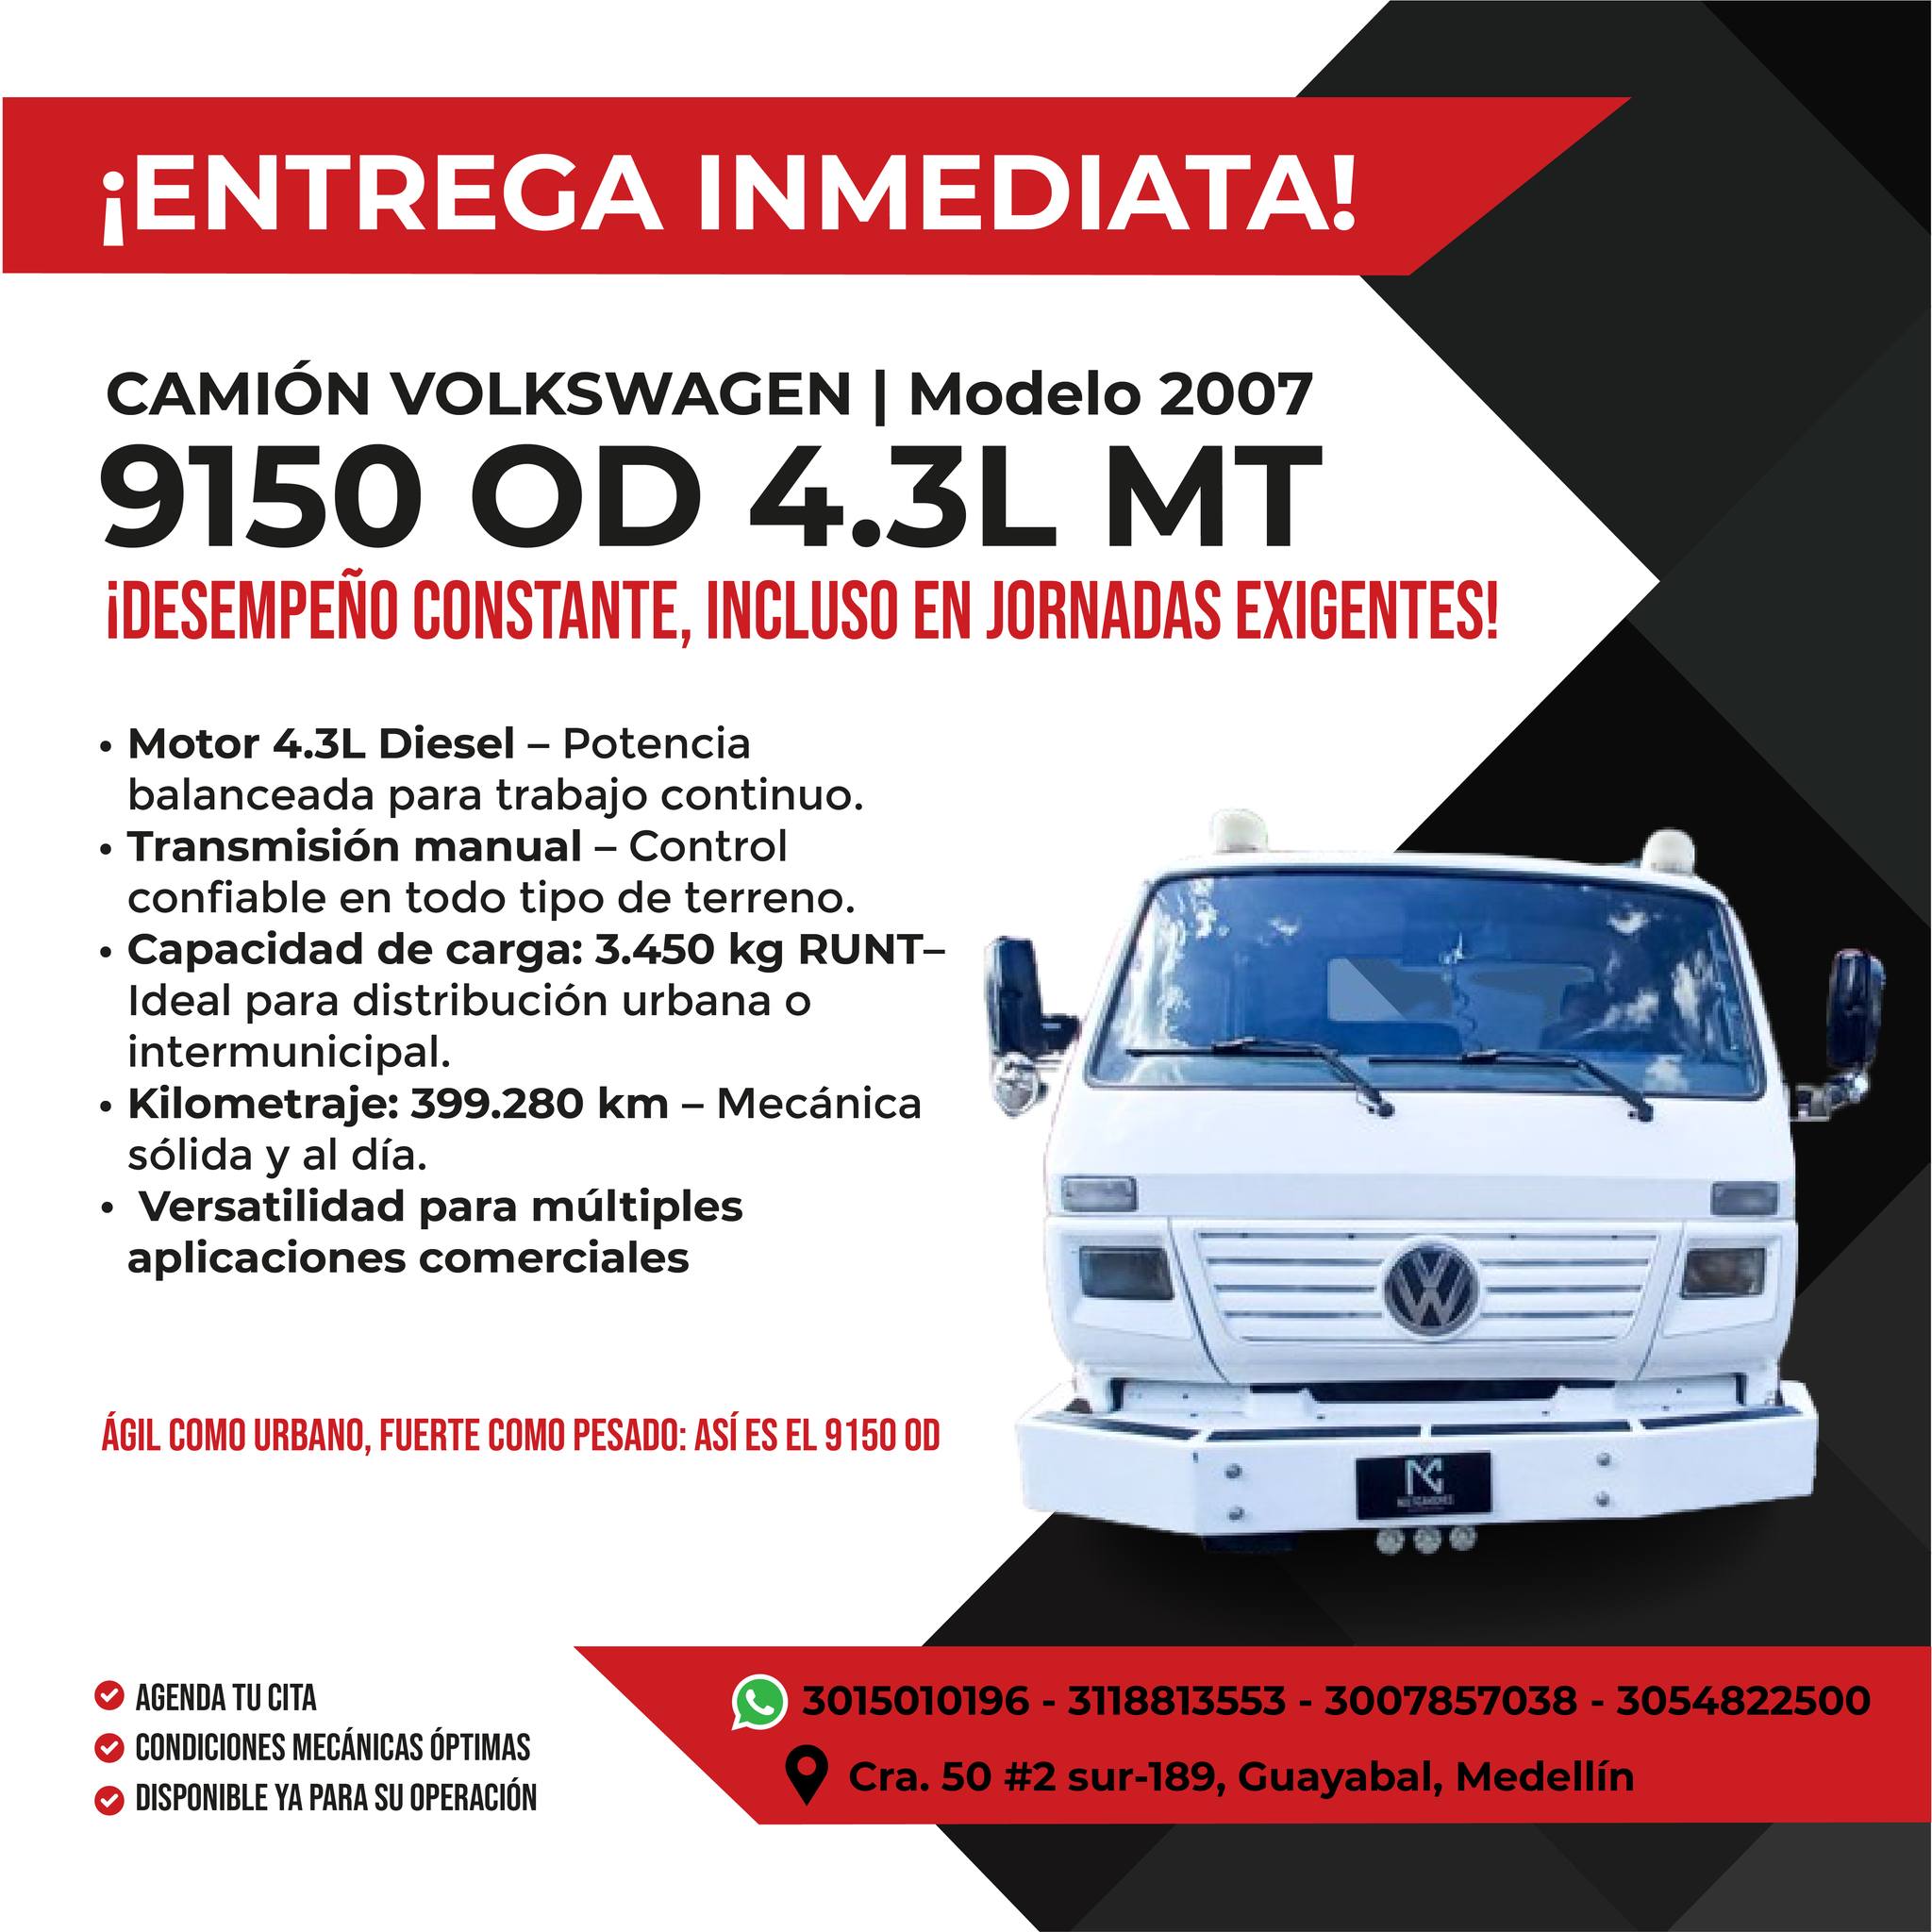 ¡ENTREGA INMEDIATA!
CAMIÓN VOLKSWAGEN | Modelo 2007
9150 OD 4.3L MT
¡DESEMPEÑO CONSTANTE, INCLUSO EN JORNADAS EXIGENTES!
• Motor 4.3L Diesel – Potencia
balanceada para trabajo continuo.
• Transmisión manual – Control
confiable en todo tipo de terreno.
• Capacidad de carga: 3.450 kg RUNT–
Ideal para distribución urbana o
intermunicipal.
• Kilometraje: 399.280 km – Mecánica
sólida y al día.
• Versatilidad para múltiples
aplicaciones comerciales
ÁGIL COMO URBANO, FUERTE COMO PESADO: ASÍ ES EL 9150 OD
AGENDA TU CITA
CONDICIONES MECÁNICAS ÓPTIMAS
DISPONIBLE YA PARA SU OPERACIÓN
3015010196 - 3118813553 - 3007857038 - 3054822500
Cra. 50 #2 sur-189, Guayabal, Medellín